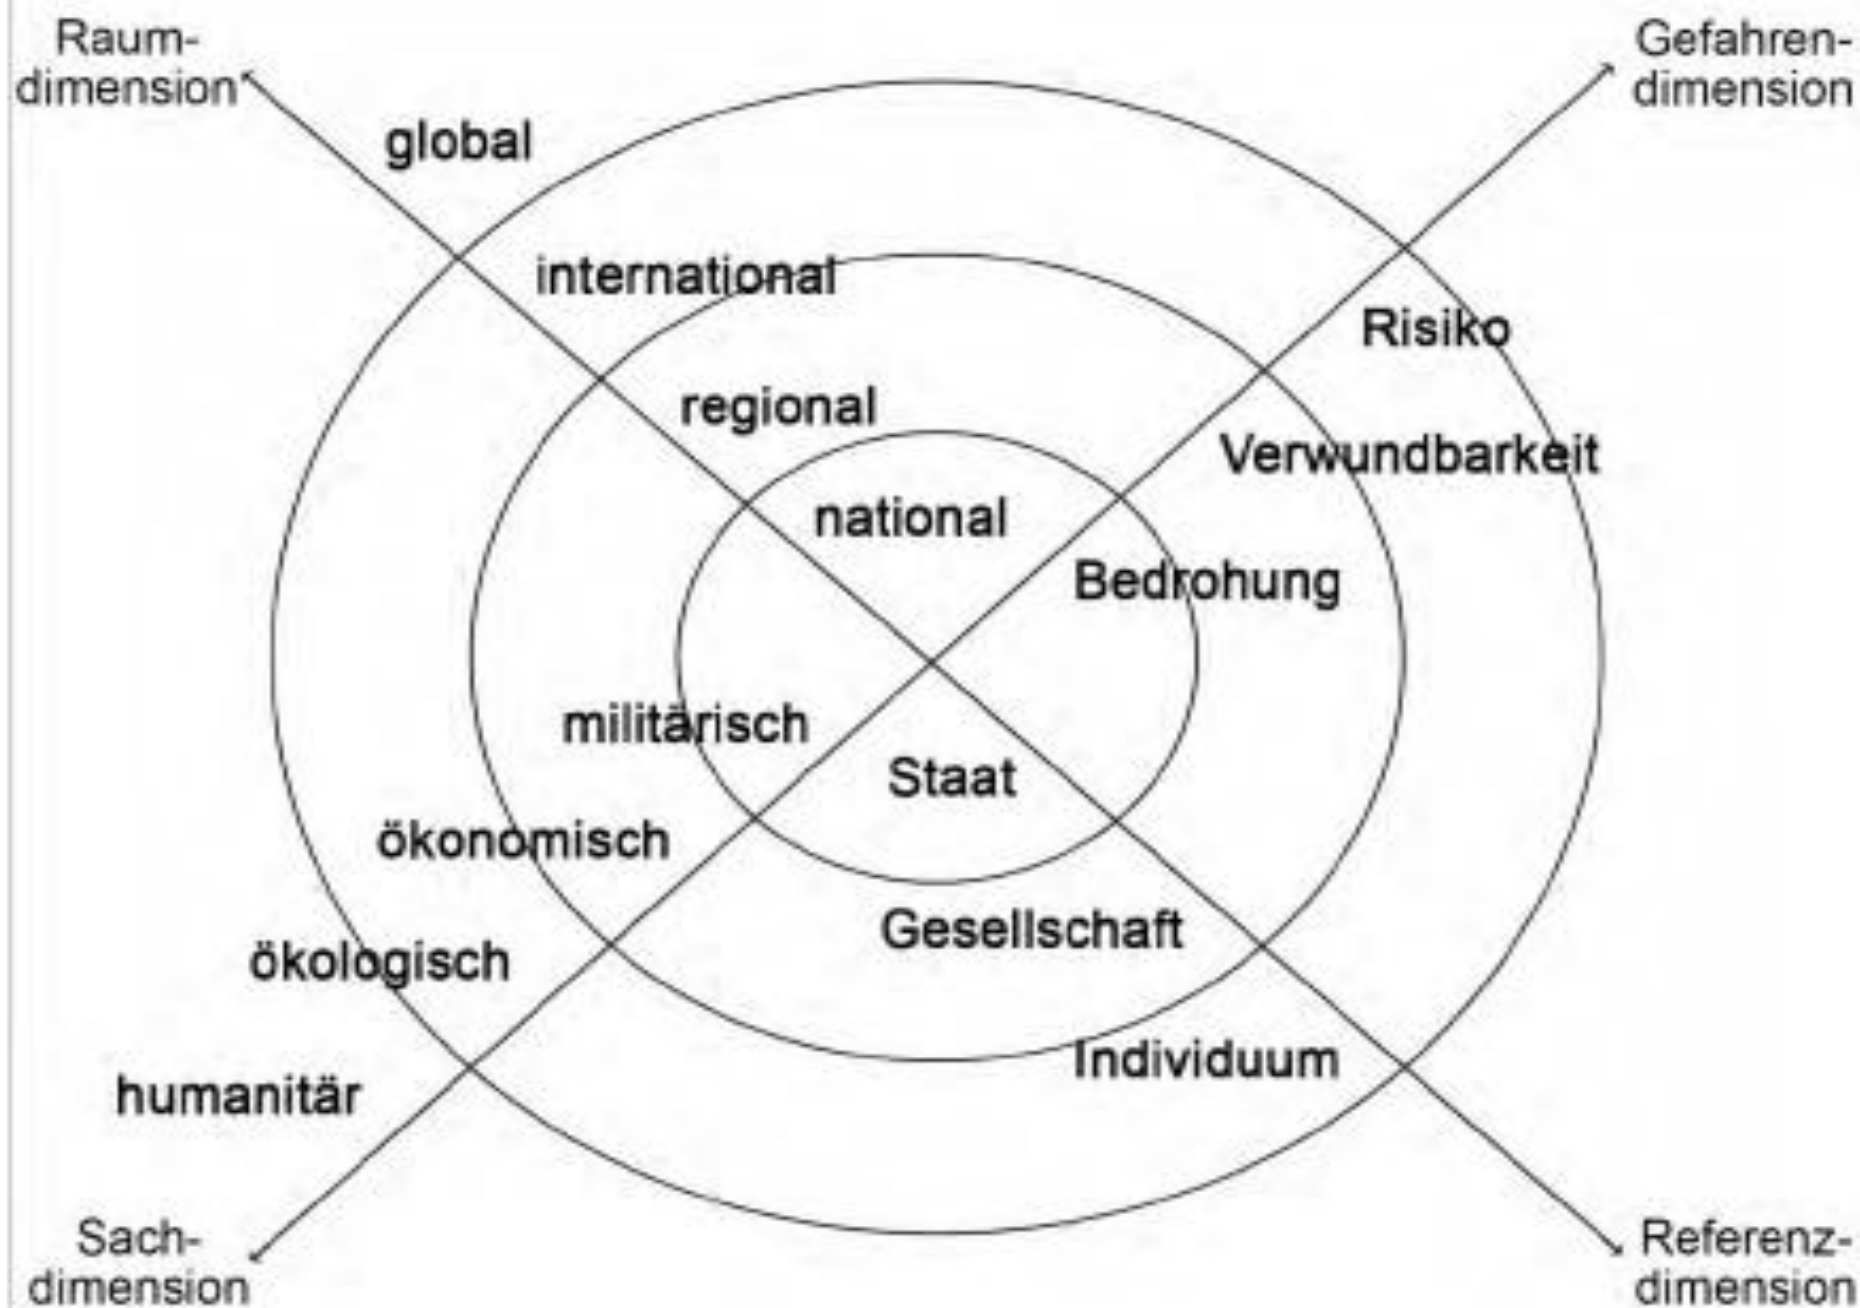 Raum-
dimension
Gefahren-
dimension
global
international
Risiko
regional
Verwundbarkeit
national
Bedrohung
militärisch
Staat
ökonomisch
Gesellschaft
ökologisch
Individuum
humanitär
Sach-
dimension
Referenz-
dimension